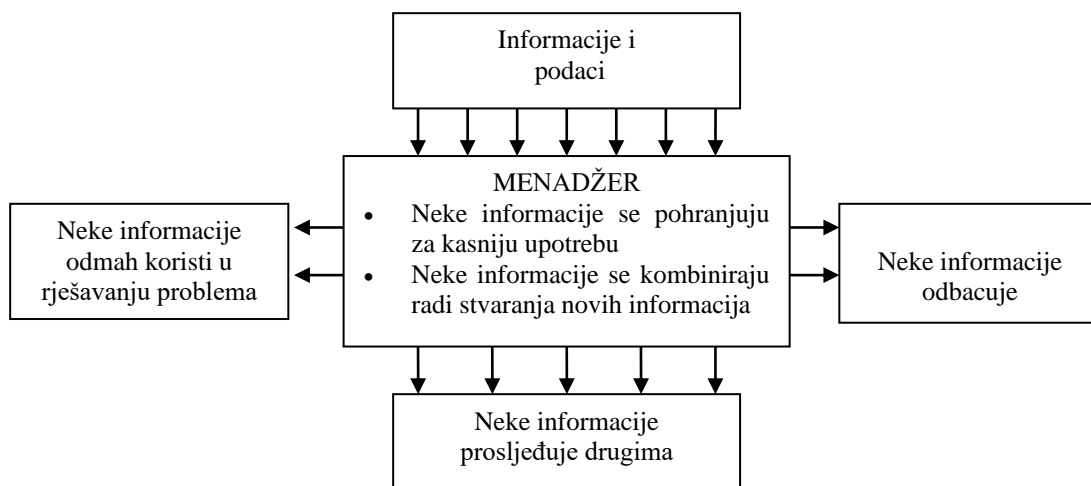 Informacije i
podaci
MENADŽER
• Neke informacije se pohranjuju
za kasniju upotrebu
• Neke informacije se kombiniraju
radi stvaranja novih informacija
Neke informacije
odmah koristi u
rješavanju problema
Neke informacije
odbacuje
Neke informacije
prosljeđuje drugima